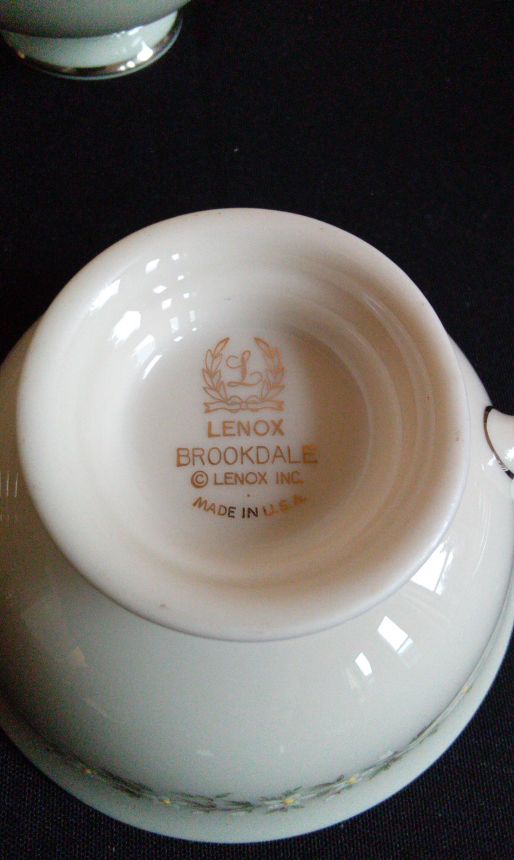 L
LENOX
BROOKDALE
© LENOX INC.
MADE IN U.S.A.